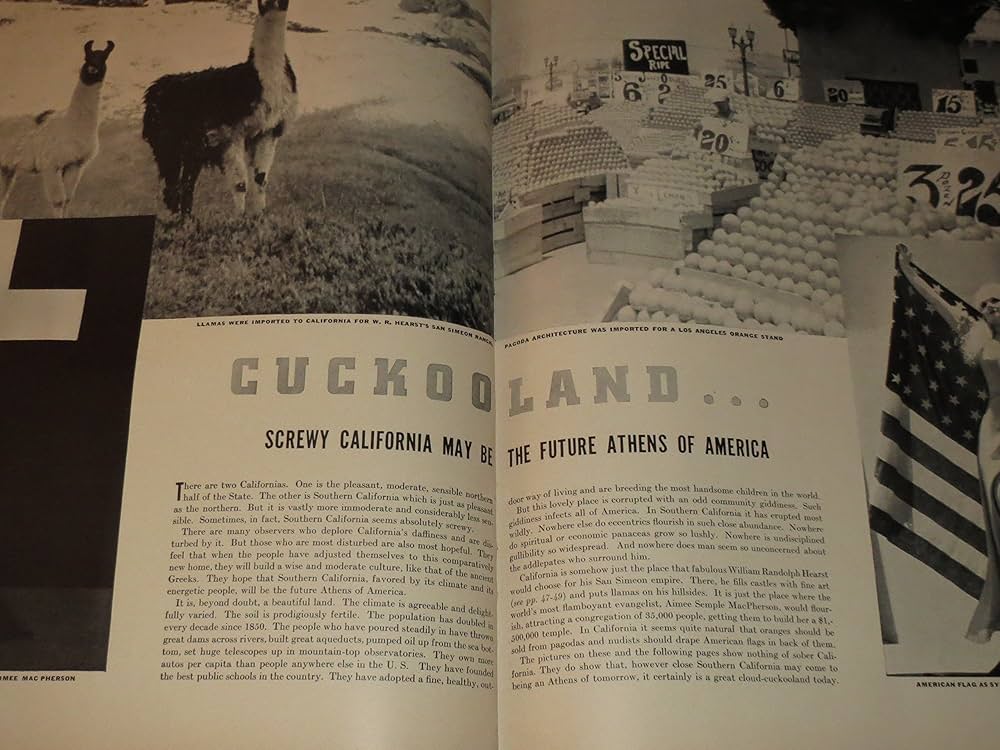 SPECIAL
RIPE
5
6
2
25
6
20
15
20¢
3 DOZEN 25
LLAMAS WERE IMPORTED TO CALIFORNIA FOR W. R. HEARST'S SAN SIMEON RANCH
PAGODA ARCHITECTURE WAS IMPORTED FOR A LOS ANGELES ORANGE STAND
CUCKOO LAND ...
SCREWY CALIFORNIA MAY BE THE FUTURE ATHENS OF AMERICA
There are two Californias. One is the pleasant, moderate, sensible northern
half of the State. The other is Southern California which is just as pleasant
as the northern. But it is vastly more immoderate and considerably less sen-
sible. Sometimes, in fact, Southern California seems absolutely screwy.
There are many observers who deplore California's daffiness and are dis-
turbed by it. But those who are most disturbed are also most hopeful. They
feel that when the people have adjusted themselves to this comparatively
new home, they will build a wise and moderate culture, like that of the ancient
Greeks. They hope that Southern California, favored by its climate and its
energetic people, will be the future Athens of America.
It is, beyond doubt, a beautiful land. The climate is agreeable and delight-
fully varied. The soil is prodigiously fertile. The population has doubled in
every decade since 1850. The people who have poured steadily in have thrown
great dams across rivers, built great aqueducts, pumped oil up from the sea bot-
tom, set huge telescopes up in mountain-top observatories. They own more
autos per capita than people anywhere else in the U. S. They have founded
the best public schools in the country. They have adopted a fine, healthy, out-
door way of living and are breeding the most handsome children in the world.
But this lovely place is corrupted with an odd community giddiness. Such
giddiness infects all of America. In Southern California it has erupted most
wildly. Nowhere else do eccentrics flourish in such close abundance. Nowhere
do spiritual or economic panaceas grow so lushly. Nowhere is undisciplined
gullibility so widespread. And nowhere does man seem so unconcerned about
the addlepates who surround him.
California is somehow just the place that fabulous William Randolph Hearst
would choose for his San Simeon empire. There, he fills castles with fine art
(see pp. 47-49) and puts llamas on his hillsides. It is just the place where the
world's most flamboyant evangelist, Aimee Semple MacPherson, would flour-
ish, attracting a congregation of 35,000 people, getting them to build her a $1,-
500,000 temple. In California it seems quite natural that oranges should be
sold from pagodas and nudists should drape American flags in back of them.
The pictures on these and the following pages show nothing of sober Cali-
fornia. They do show that, however close Southern California may come to
being an Athens of tomorrow, it certainly is a great cloud-cuckooland today.
IMEE MAC PHERSON
AMERICAN FLAG AS SY